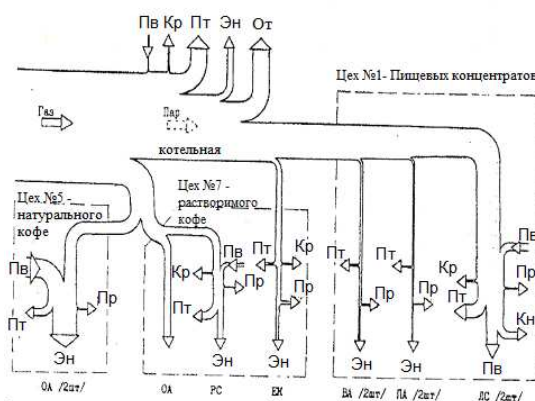 Пв Кр Пт Эн От
Цех №1- Пищевых концентратов
Газ
Пар
котельная
Цех №5 -
натурального
кофе
Цех №7 -
растворимого
кофе
Пв
Пт
Пр
Эн
Кр
Пв
Пр
Пт
Эн
Пт
Кр
Пр
Эн
Пт
Пр
Эн
Пт
Пр
Эн
Пв
Кр
Пр
Пт
Кн
Пв
ОА /2шт/ ОА РС ЕК ВА /2шт/ ПА /2шт/ ЛС /2шт/